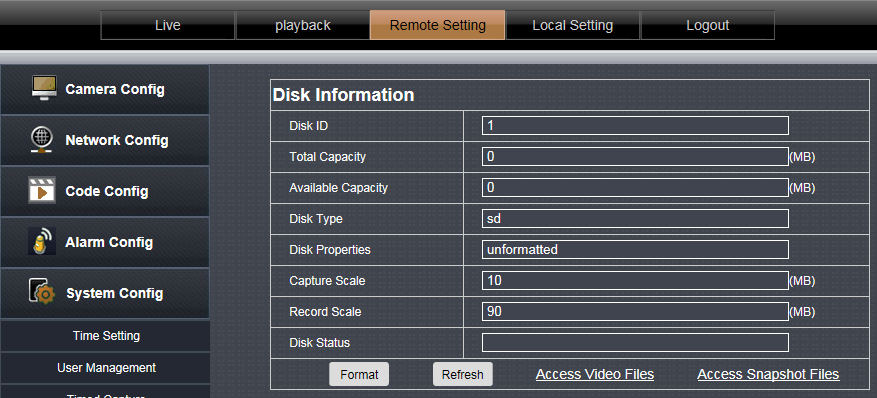 Live playback Remote Setting Local Setting Logout
Camera Config
Network Config
Code Config
Alarm Config
System Config
Time Setting
User Management
Timed Capture
Disk Information
Disk ID 1
Total Capacity 0 (MB)
Available Capacity 0 (MB)
Disk Type sd
Disk Properties unformatted
Capture Scale 10 (MB)
Record Scale 90 (MB)
Disk Status
Format Refresh Access Video Files Access Snapshot Files